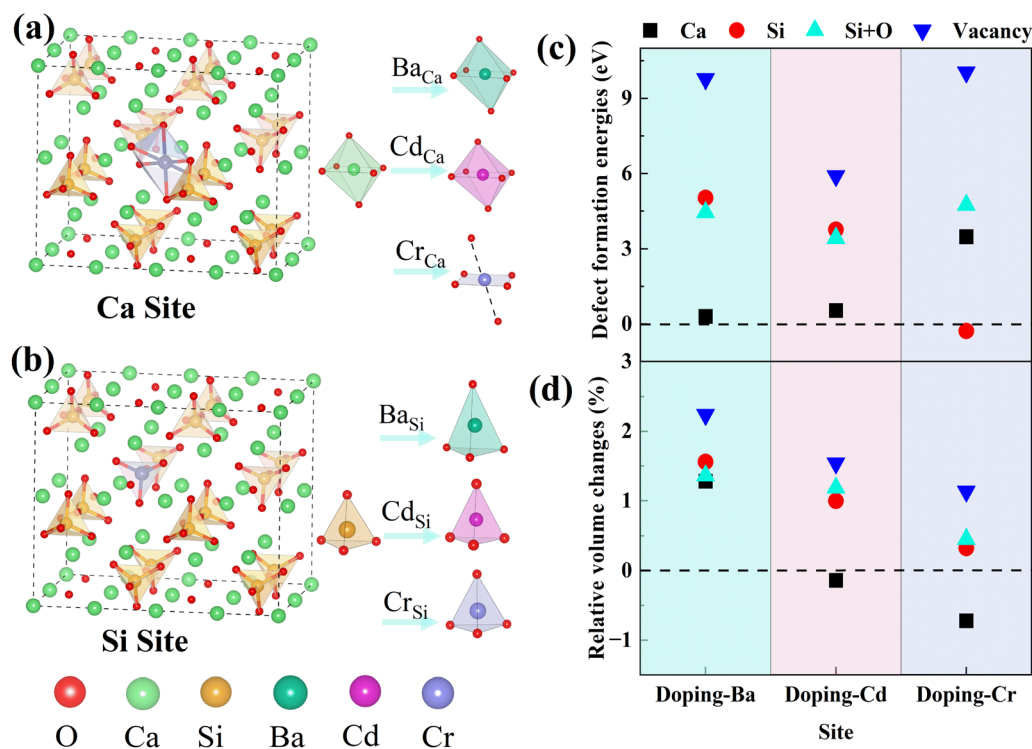 (a)
Ba_Ca
Cd_Ca
Cr_Ca
Ca Site
(b)
Ba_Si
Cd_Si
Cr_Si
Si Site
O Ca Si Ba Cd Cr
(c)
Ca Si Si+O Vacancy
Defect formation energies (eV)
9
6
3
0
(d)
Relative volume changes (%)
3
2
1
0
−1
Doping-Ba Doping-Cd Doping-Cr
Site